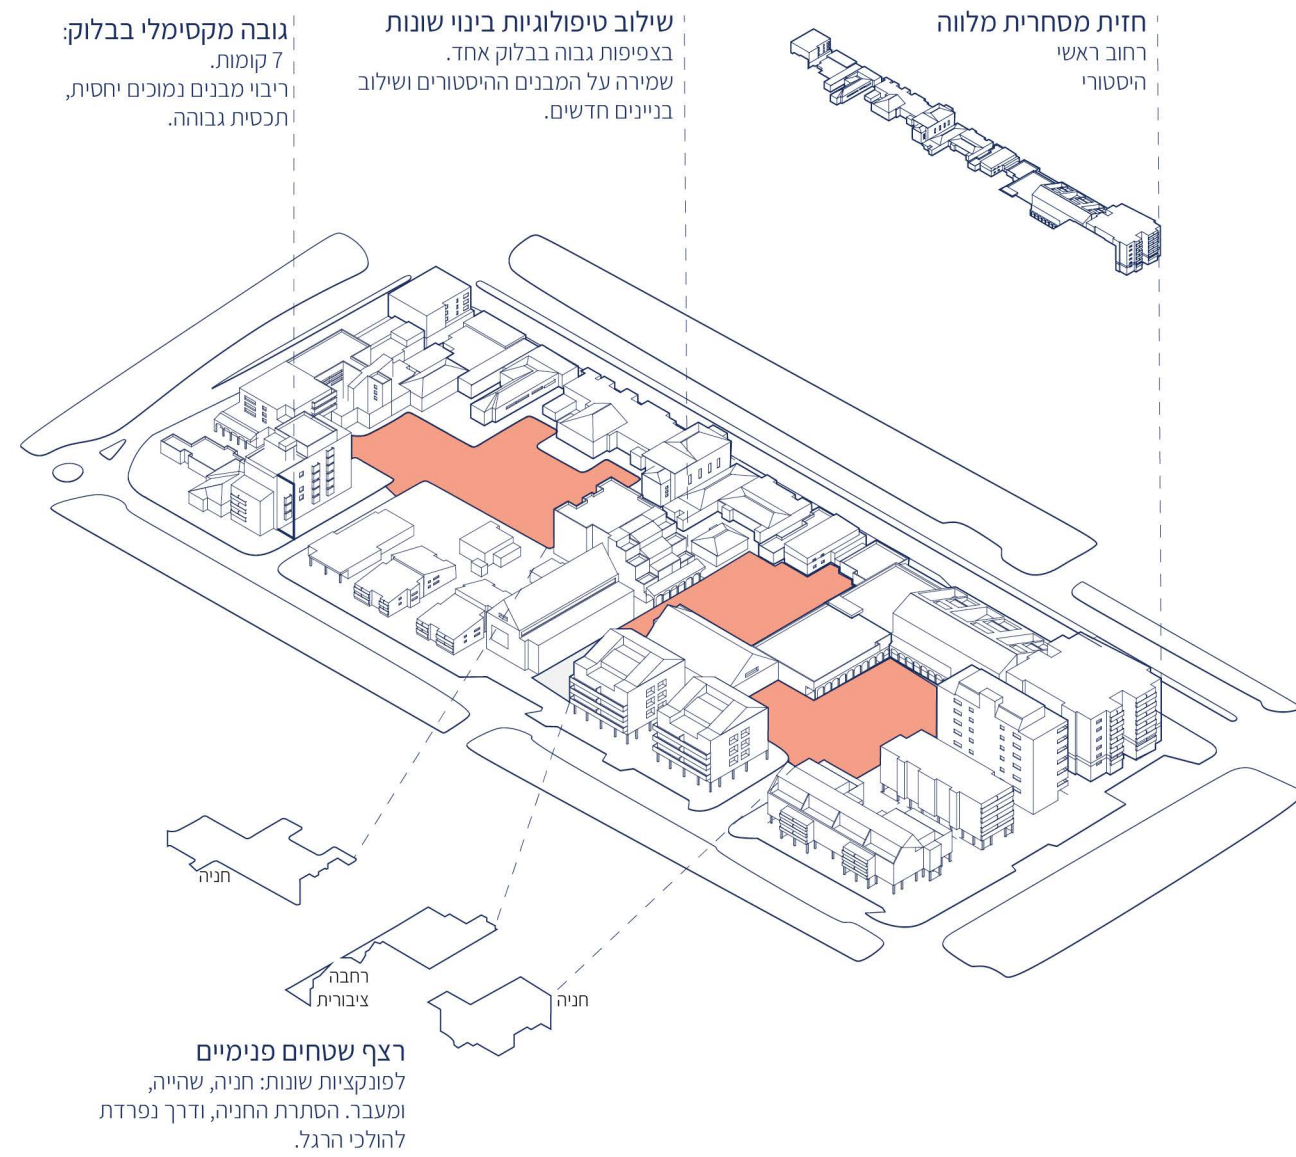 חזית מסחרית מלווה
רחוב ראשי
היסטורי
שילוב טיפולוגיות בינוי שונות
בצפיפות גבוה בבלוק אחד.
שמירה על המבנים ההיסטורים ושילוב
בניינים חדשים.
גובה מקסימלי בבלוק:
7 קומות.
ריבוי מבנים נמוכים יחסית,
תכסית גבוהה.
חניה
רחבה
ציבורית
חניה
רצף שטחים פנימיים
לפונקציות שונות: חניה, שהייה,
ומעבר. הסתרת החניה, ודרך נפרדת
להולכי הרגל.